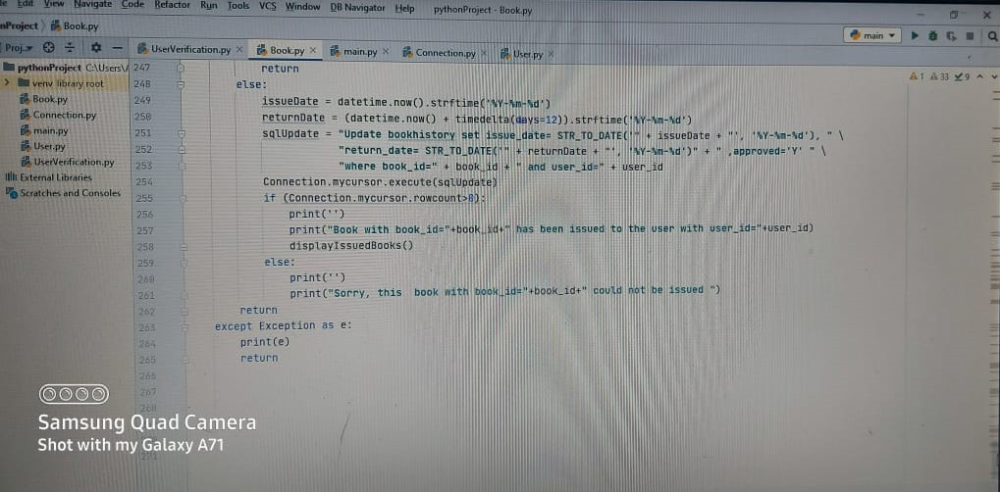 Edit View Navigate Code Refactor Run Tools VCS Window DB Navigator Help pythonProject - Book.py
Project Book.py main
Proj.. UserVerification.py Book.py main.py Connection.py User.py
pythonProject C:\Users\
venv library root
Book.py
Connection.py
main.py
User.py
UserVerification.py
External Libraries
Scratches and Consoles
1 33 9
247 return
248 else:
249 issueDate = datetime.now().strftime('%Y-%m-%d')
250 returnDate = (datetime.now() + timedelta(days=12)).strftime('%Y-%m-%d')
251 sqlUpdate = "Update bookhistory set issue_date= STR_TO_DATE('" + issueDate + "', '%Y-%m-%d'), " \
252 "return_date= STR_TO_DATE('" + returnDate + "', '%Y-%m-%d')" + " ,approved='Y' " \
253 "where book_id=" + book_id + " and user_id=" + user_id
254 Connection.mycursor.execute(sqlUpdate)
255 if (Connection.mycursor.rowcount>0):
256 print('')
257 print("Book with book_id="+book_id+" has been issued to the user with user_id="+user_id)
258 displayIssuedBooks()
259 else:
260 print('')
261 print("Sorry, this book with book_id="+book_id+" could not be issued ")
262 return
263 except Exception as e:
264 print(e)
265 return
266
267
268
Samsung Quad Camera
Shot with my Galaxy A71
271